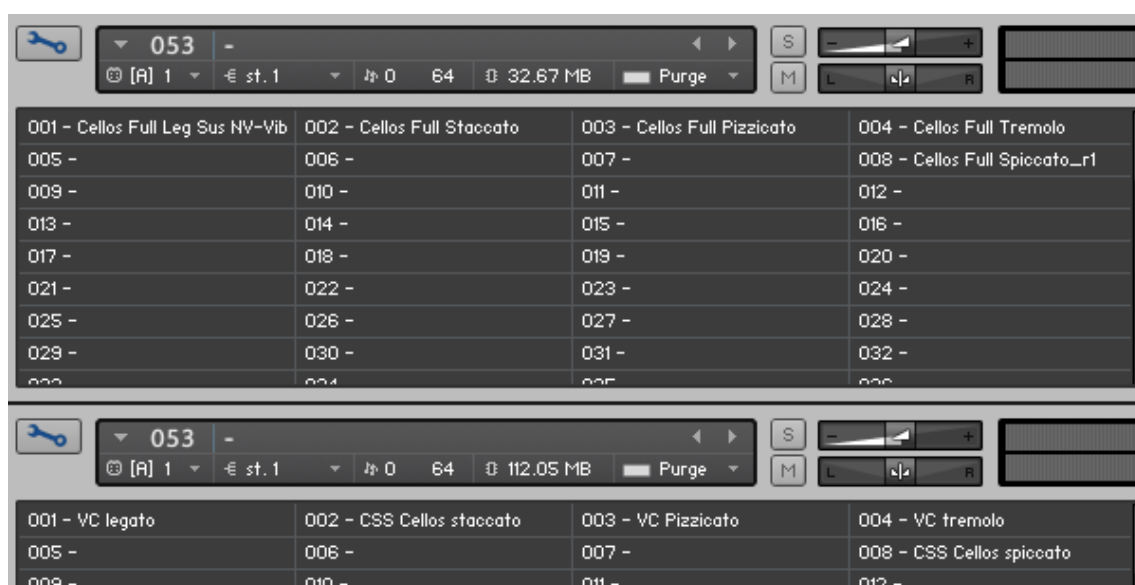 053 -
S
- +
[A] 1 st. 1 0 64 32.67 MB Purge
M
L R
001 - Cellos Full Leg Sus NV-Vib 002 - Cellos Full Staccato 003 - Cellos Full Pizzicato 004 - Cellos Full Tremolo
005 - 006 - 007 - 008 - Cellos Full Spiccato_r1
009 - 010 - 011 - 012 -
013 - 014 - 015 - 016 -
017 - 018 - 019 - 020 -
021 - 022 - 023 - 024 -
025 - 026 - 027 - 028 -
029 - 030 - 031 - 032 -
053 -
S
- +
[A] 1 st. 1 0 64 112.05 MB Purge
M
L R
001 - VC legato 002 - CSS Cellos staccato 003 - VC Pizzicato 004 - VC tremolo
005 - 006 - 007 - 008 - CSS Cellos spiccato
009 - 010 - 011 - 012 -